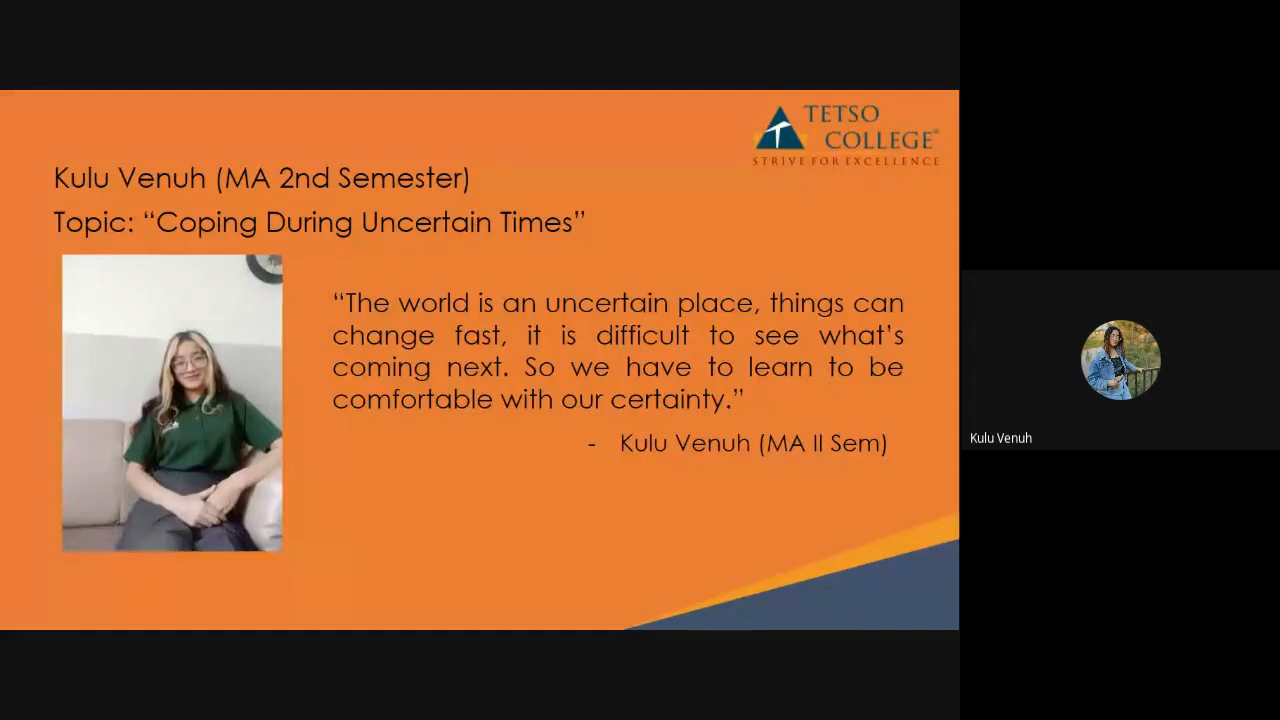 TETSO
COLLEGE®
STRIVE FOR EXCELLENCE
Kulu Venuh (MA 2nd Semester)
Topic: “Coping During Uncertain Times”
“The world is an uncertain place, things can
change fast, it is difficult to see what’s
coming next. So we have to learn to be
comfortable with our certainty.”
- Kulu Venuh (MA II Sem)
Kulu Venuh